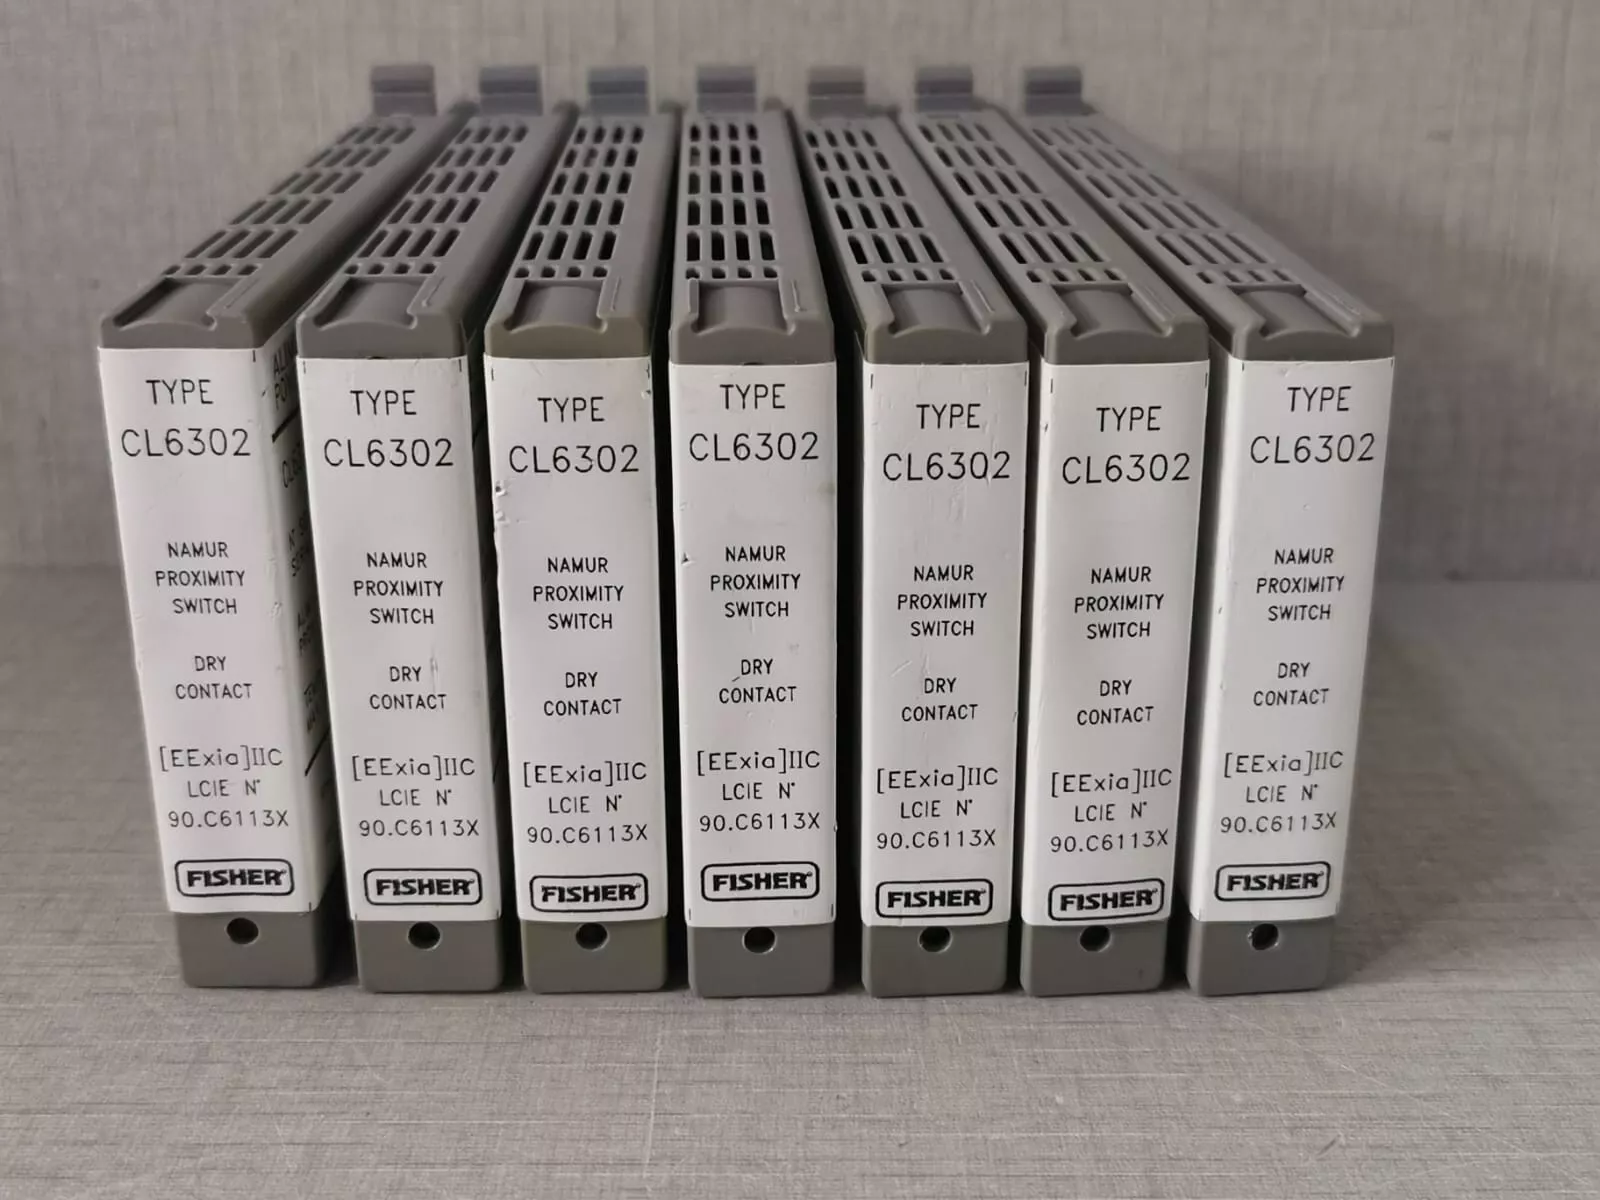 TYPE
CL6302
NAMUR
PROXIMITY
SWITCH
DRY
CONTACT
[EExia]IIC
LCIE N°
90.C6113X
FISHER
TYPE
CL6302
NAMUR
PROXIMITY
SWITCH
DRY
CONTACT
[EExia]IIC
LCIE N°
90.C6113X
FISHER
TYPE
CL6302
NAMUR
PROXIMITY
SWITCH
DRY
CONTACT
[EExia]IIC
LCIE N°
90.C6113X
FISHER
TYPE
CL6302
NAMUR
PROXIMITY
SWITCH
DRY
CONTACT
[EExia]IIC
LCIE N°
90.C6113X
FISHER
TYPE
CL6302
NAMUR
PROXIMITY
SWITCH
DRY
CONTACT
[EExia]IIC
LCIE N°
90.C6113X
FISHER
TYPE
CL6302
NAMUR
PROXIMITY
SWITCH
DRY
CONTACT
[EExia]IIC
LCIE N°
90.C6113X
FISHER
TYPE
CL6302
NAMUR
PROXIMITY
SWITCH
DRY
CONTACT
[EExia]IIC
LCIE N°
90.C6113X
FISHER